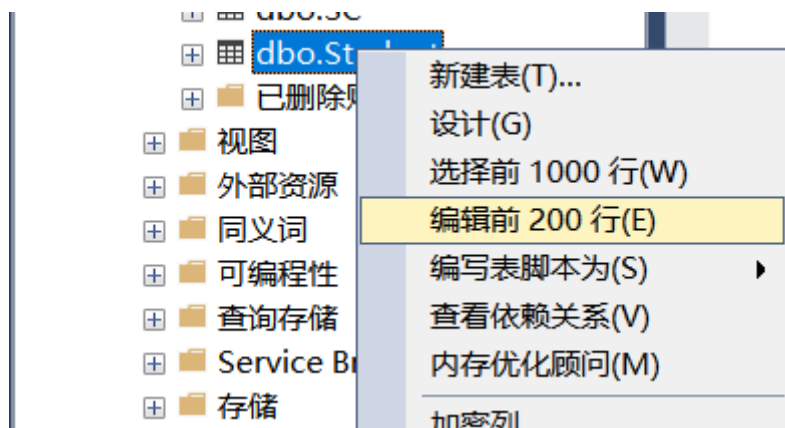 dbo.SC
dbo.St
新建表(T)...
设计(G)
已删除
选择前 1000 行(W)
视图
编辑前 200 行(E)
外部资源
同义词
编写表脚本为(S)
可编程性
查看依赖关系(V)
查询存储
内存优化顾问(M)
Service Br
存储
加密列